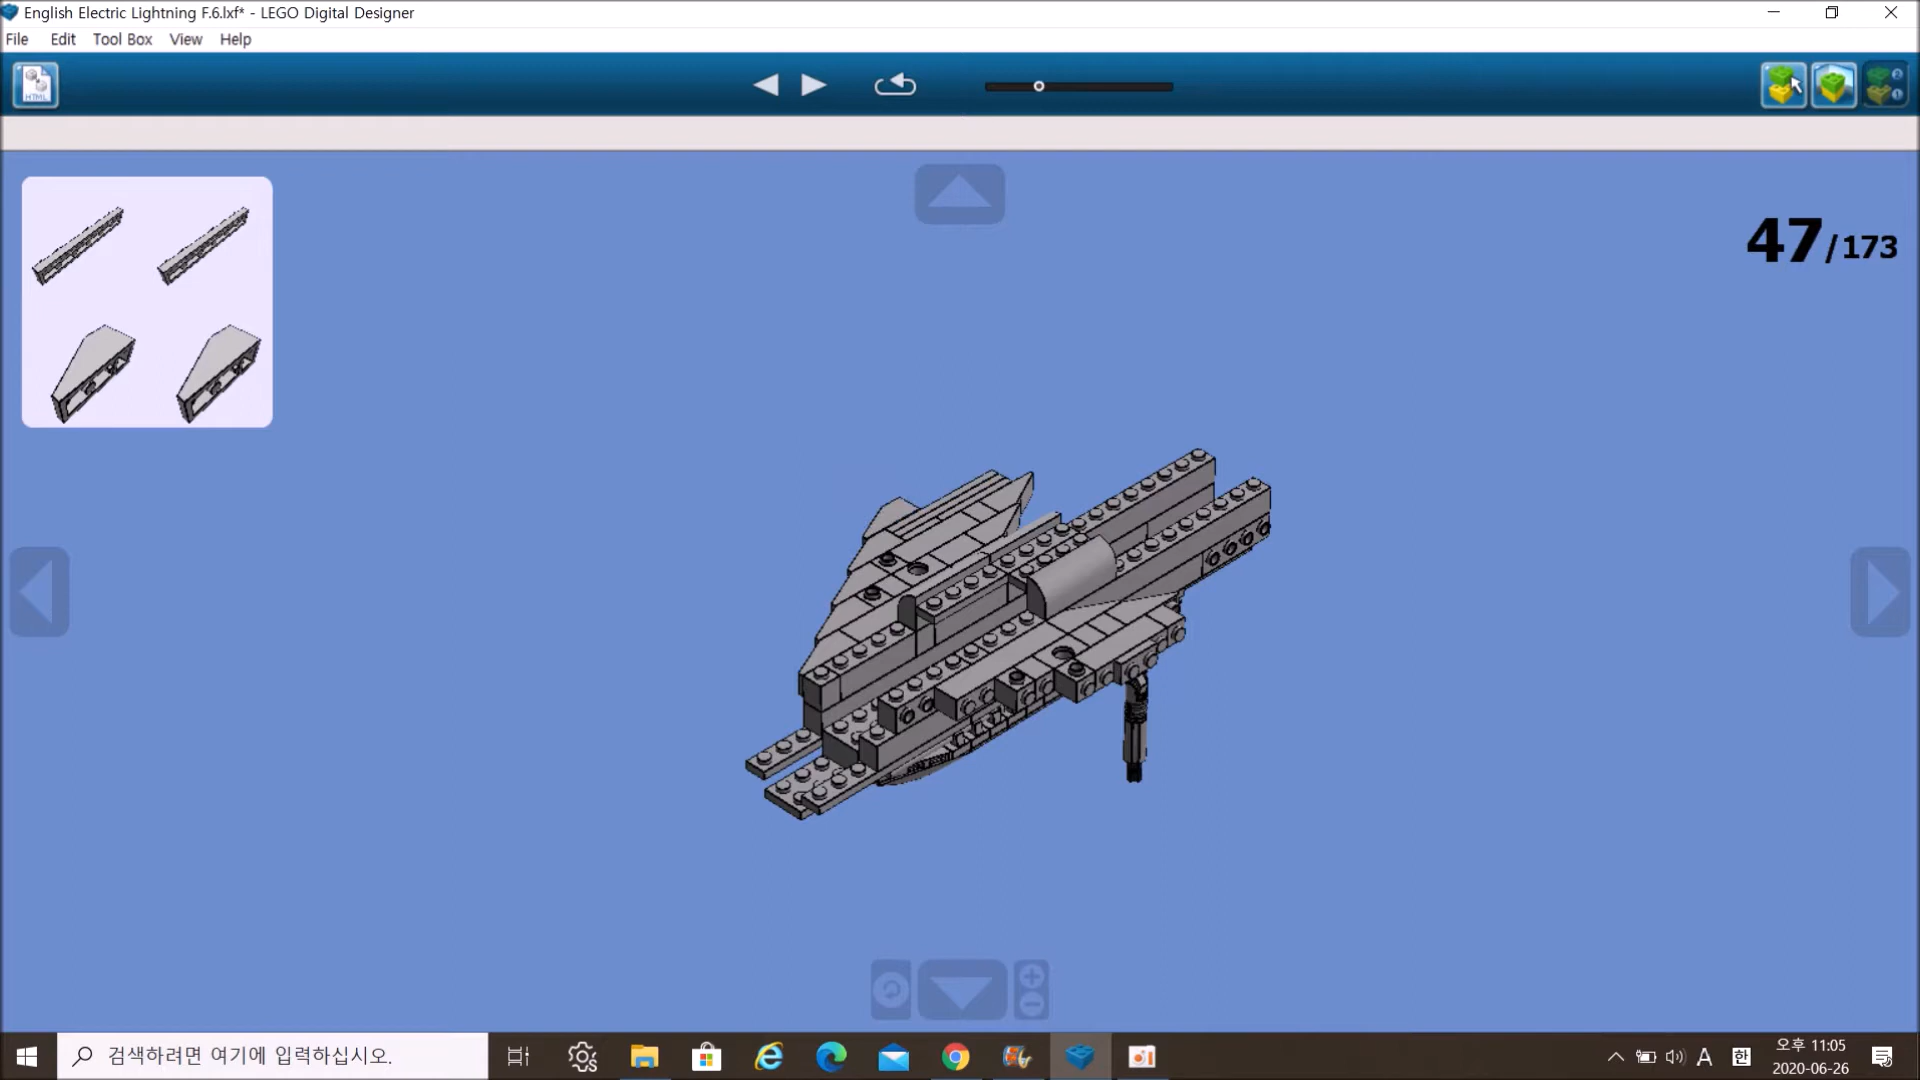 English Electric Lightning F.6.lxf* - LEGO Digital Designer
File Edit Tool Box View Help
HTML
47/173
검색하려면 여기에 입력하십시오.
A 한
오후 11:05
2020-06-26